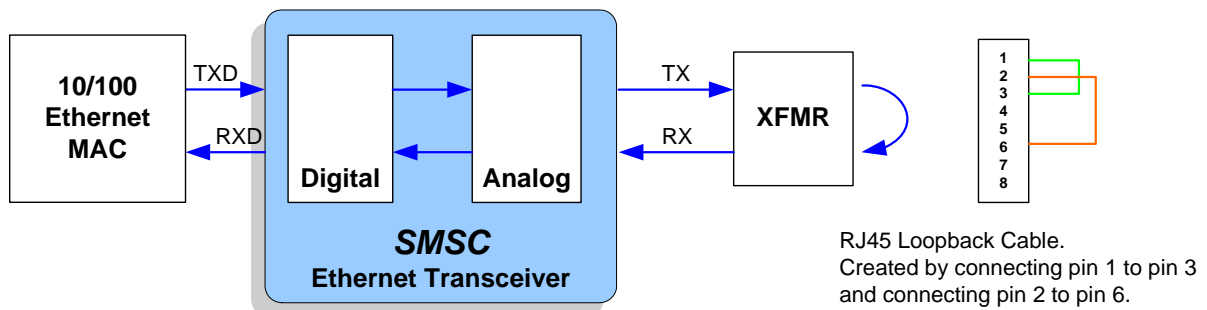 10/100
Ethernet
MAC
TXD
RXD
Digital
Analog
SMSC
Ethernet Transceiver
TX
RX
XFMR
1
2
3
4
5
6
7
8
RJ45 Loopback Cable.
Created by connecting pin 1 to pin 3
and connecting pin 2 to pin 6.